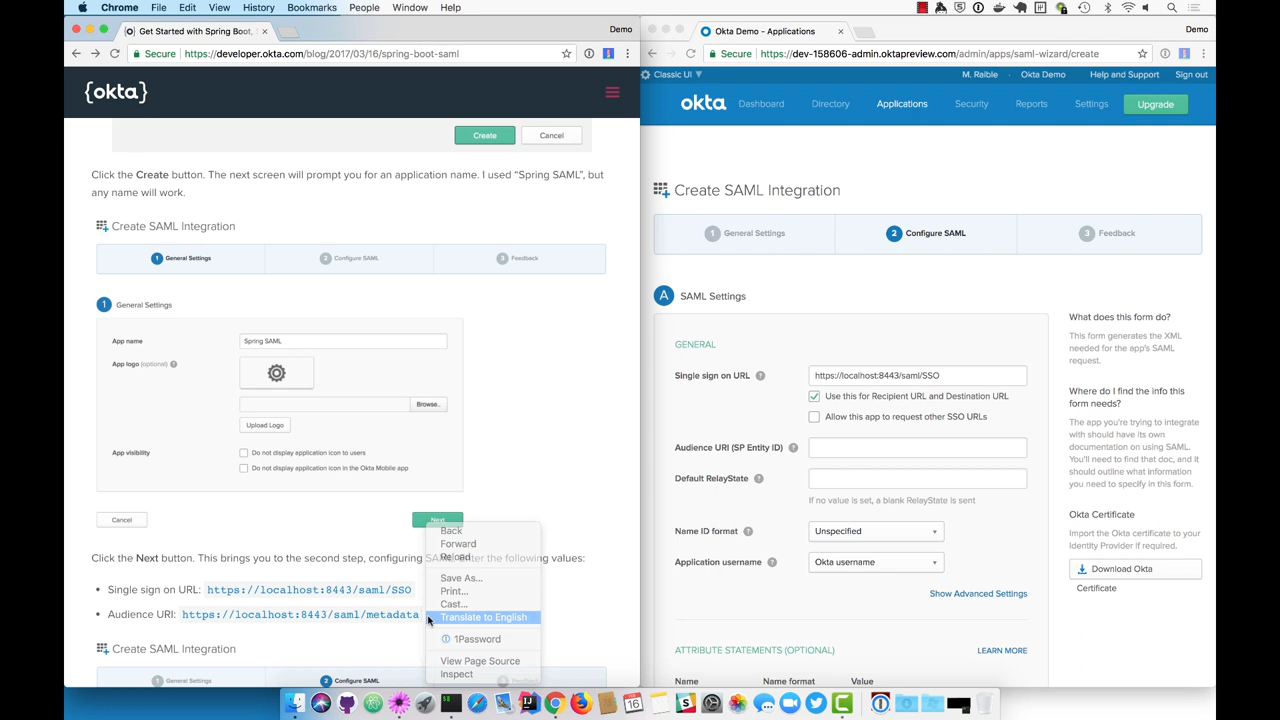 Chrome File Edit View History Bookmarks People Window Help
Get Started with Spring Boot,
Demo
Secure https://developer.okta.com/blog/2017/03/16/spring-boot-saml
{okta}
Create Cancel
Click the Create button. The next screen will prompt you for an application name. I used “Spring SAML”, but
any name will work.
Create SAML Integration
1 General Settings 2 Configure SAML 3 Feedback
1 General Settings
App name Spring SAML
App logo (optional) ?
Browse..
Upload Logo
App visibility Do not display application icon to users
Do not display application icon in the Okta Mobile app
Cancel Next
Click the Next button. This brings you to the second step, configuring SAML. Enter the following values:
Single sign on URL: https://localhost:8443/saml/SSO
Audience URI: https://localhost:8443/saml/metadata
Create SAML Integration
General Settings 2 Configure SAML Feedback
Back
Forward
Reload
Save As...
Print...
Cast...
Translate to English
1Password
View Page Source
Inspect
Okta Demo - Applications
Demo
Secure https://dev-158606-admin.oktapreview.com/admin/apps/saml-wizard/create
Classic UI M. Raible Okta Demo Help and Support Sign out
okta Dashboard Directory Applications Security Reports Settings Upgrade
Create SAML Integration
1 General Settings 2 Configure SAML 3 Feedback
A SAML Settings
GENERAL
Single sign on URL ? https://localhost:8443/saml/SSO
Use this for Recipient URL and Destination URL
Allow this app to request other SSO URLs
Audience URI (SP Entity ID) ?
Default RelayState ?
If no value is set, a blank RelayState is sent
Name ID format ? Unspecified
Application username ? Okta username
Show Advanced Settings
ATTRIBUTE STATEMENTS (OPTIONAL) LEARN MORE
Name Name format Value
What does this form do?
This form generates the XML
needed for the app's SAML
request.
Where do I find the info this
form needs?
The app you're trying to integrate
with should have its own
documentation on using SAML.
You'll need to find that doc, and it
should outline what information
you need to specify in this form.
Okta Certificate
Import the Okta certificate to your
Identity Provider if required.
Download Okta
Certificate
16